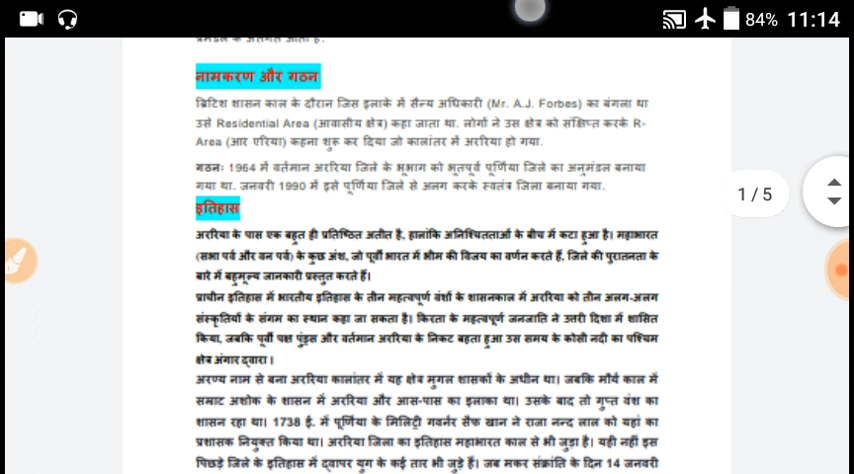 84% 11:14
प्रमंडल के अंतर्गत आता है.
नामकरण और गठन
ब्रिटिश शासन काल के दौरान जिस इलाके में सैन्य अधिकारी (Mr. A.J. Forbes) का बंगला था
उसे Residential Area (आवासीय क्षेत्र) कहा जाता था. लोगों ने उस क्षेत्र को संक्षिप्त करके R-
Area (आर एरिया) कहना शुरू कर दिया जो कालांतर में अररिया हो गया.
गठन: 1964 में वर्तमान अररिया जिले के भूभाग को भूतपूर्व पूर्णिया जिले का अनुमंडल बनाया
गया था. जनवरी 1990 में इसे पूर्णिया जिले से अलग करके स्वतंत्र जिला बनाया गया.
1 / 5
इतिहास
अररिया के पास एक बहुत ही प्रतिष्ठित अतीत है, हालांकि अनिश्चितताओं के बीच में कटा हुआ है। महाभारत
(सभा पर्व और वन पर्व) के कुछ अंश, जो पूर्वी भारत में भीम की विजय का वर्णन करते हैं, जिले की पुरातनता के
बारे में बहुमूल्य जानकारी प्रस्तुत करते हैं।
प्राचीन इतिहास में भारतीय इतिहास के तीन महत्वपूर्ण वंशों के शासनकाल में अररिया को तीन अलग-अलग
संस्कृतियों के संगम का स्थान कहा जा सकता है। किरता के महत्वपूर्ण जनजाति ने उत्तरी दिशा में शासित
किया, जबकि पूर्वी पक्ष पुंड्रस और वर्तमान अररिया के निकट बहता हुआ उस समय के कोसी नदी का पश्चिम
क्षेत्र अंगार द्वारा ।
अरण्य नाम से बना अररिया कालांतर में यह क्षेत्र मुगल शासकों के अधीन था। जबकि मौर्य काल में
सम्राट अशोक के शासन में अररिया और आस-पास का इलाका था। उसके बाद तो गुप्त वंश का
शासन रहा था। 1738 ई. में पूर्णिया के मिलिट्री गवर्नर सैफ खान ने राजा नन्द लाल को यहां का
प्रशासक नियुक्त किया था। अररिया जिला का इतिहास महाभारत काल से भी जुड़ा है। यही नहीं इस
पिछड़े जिले के इतिहास में द्वापर युग के कई तार भी जुड़े हैं। जब मकर संक्रांति के दिन 14 जनवरी